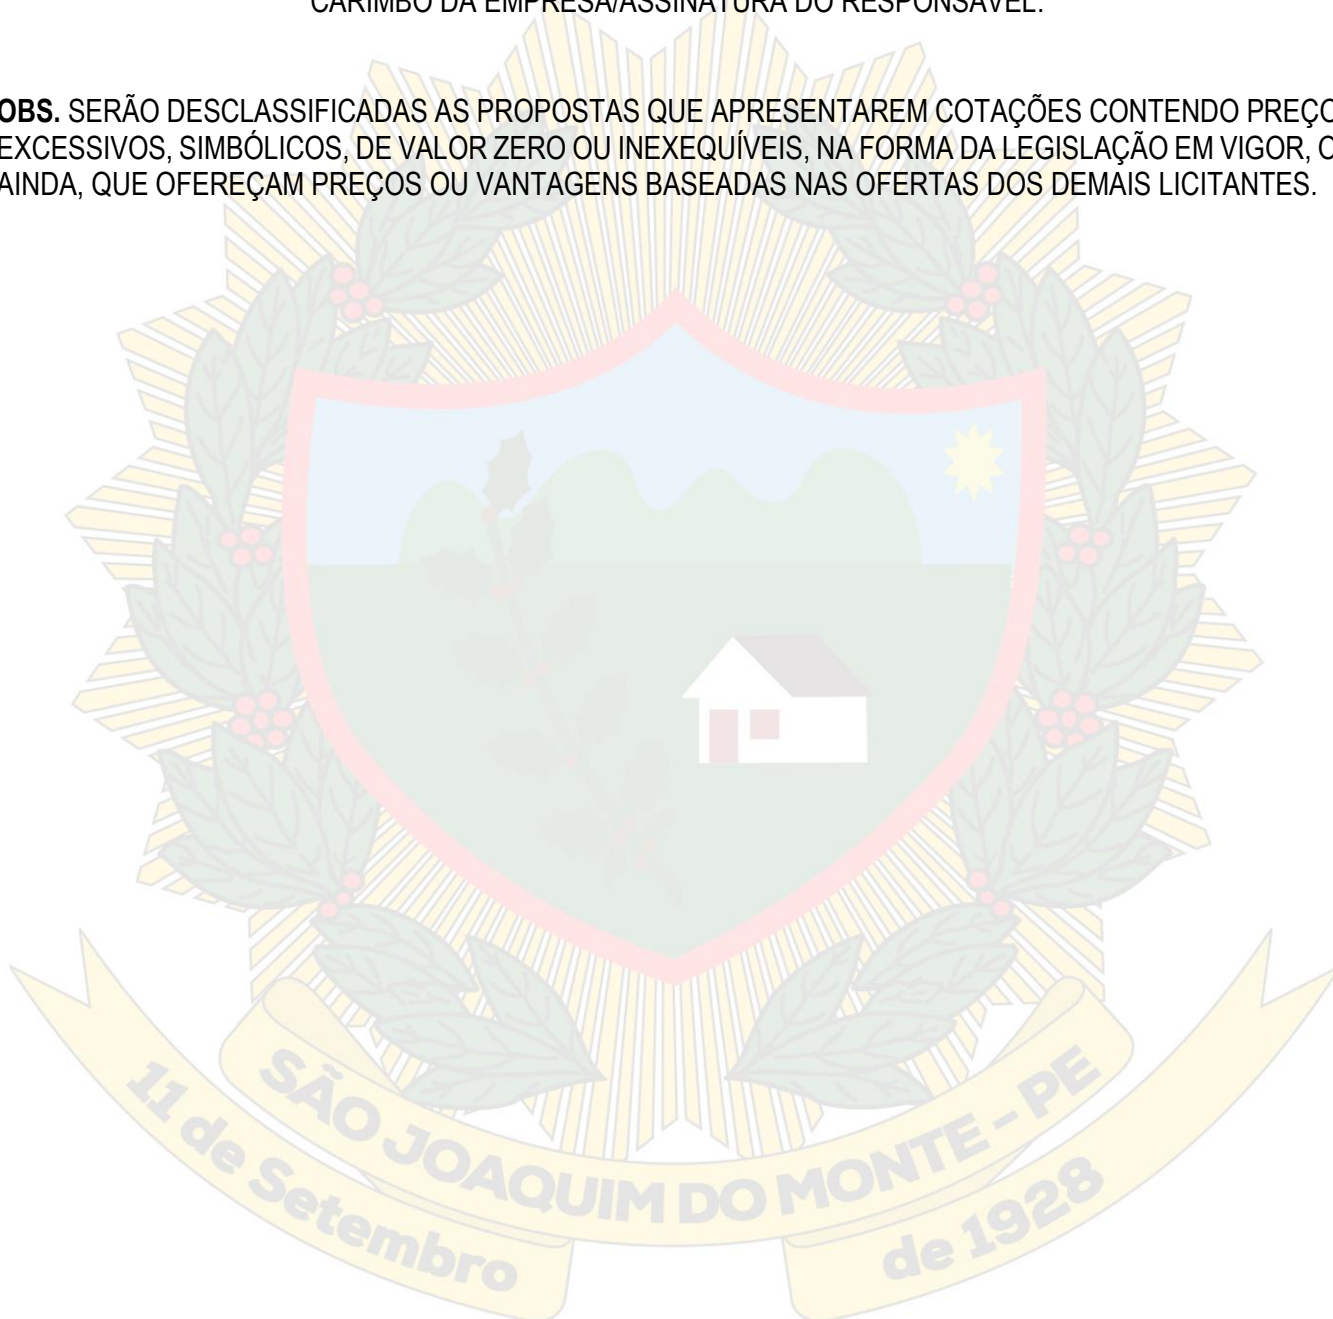 CARIMBO DA EMPRESA/ASSINATURA DO RESPONSÁVEL.
OBS. SERÃO DESCLASSIFICADAS AS PROPOSTAS QUE APRESENTAREM COTAÇÕES CONTENDO PREÇO
EXCESSIVOS, SIMBÓLICOS, DE VALOR ZERO OU INEXEQUÍVEIS, NA FORMA DA LEGISLAÇÃO EM VIGOR, O
AINDA, QUE OFEREÇAM PREÇOS OU VANTAGENS BASEADAS NAS OFERTAS DOS DEMAIS LICITANTES.
SÃO JOAQUIM DO MONTE - PE
11 de Setembro de 1928